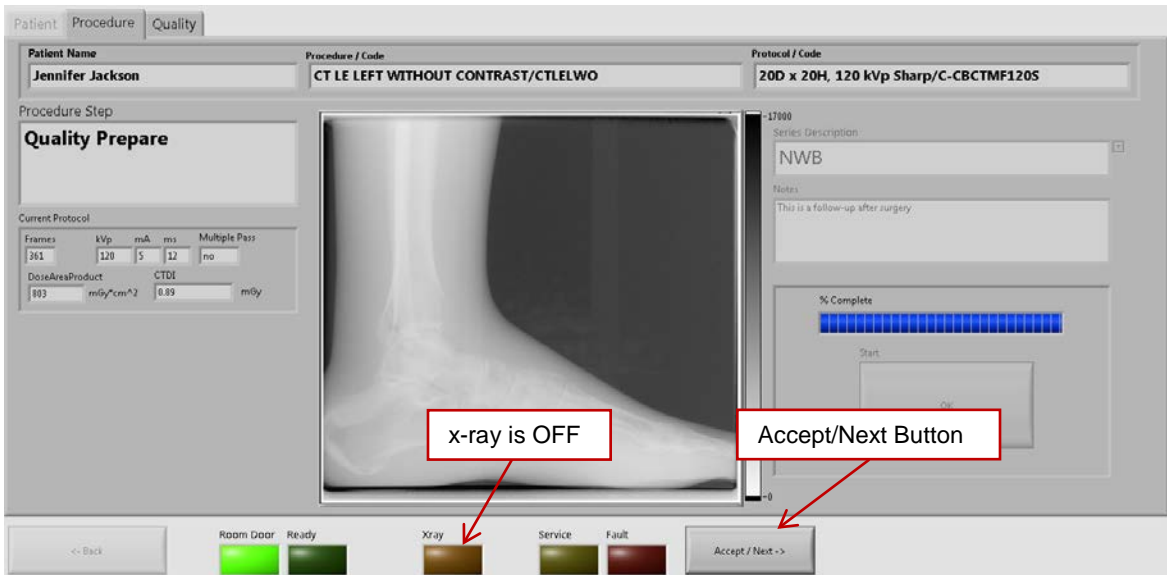 Patient Procedure Quality
Patient Name Procedure / Code Protocol / Code
Jennifer Jackson CT LE LEFT WITHOUT CONTRAST/CTLELWO 20D x 20H, 120 kVp Sharp/C-CBCTMF120S
Procedure Step
Quality Prepare
Current Protocol
Frames kVp mA ms Multiple Pass
361 120 5 12 no
DoseAreaProduct CTDI
803 mGy*cm^2 0.89 mGy
-17000
-0
Series Description
NWB
Notes
This is a follow-up after surgery
% Complete
Start
OK
x-ray is OFF
Accept/Next Button
<- Back
Room Door Ready Xray Service Fault
Accept / Next ->